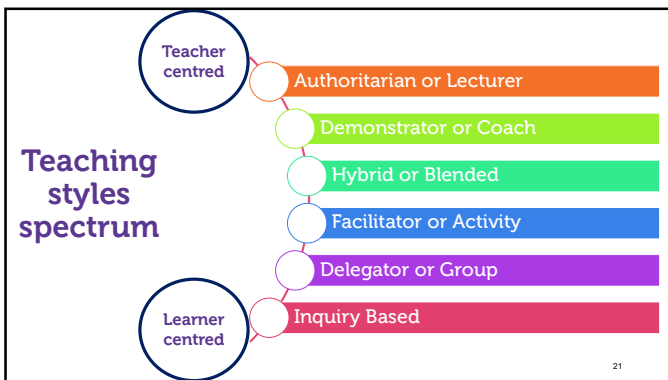 Teacher
centred
Authoritarian or Lecturer
Demonstrator or Coach
Teaching
styles
spectrum
Hybrid or Blended
Facilitator or Activity
Delegator or Group
Learner
centred
Inquiry Based
21